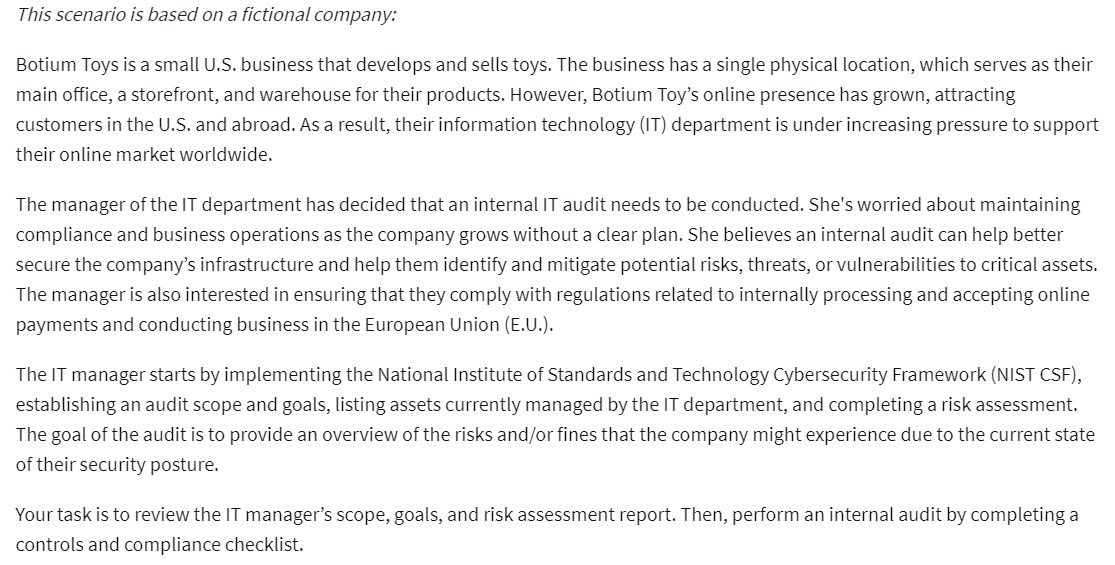 This scenario is based on a fictional company:
Botium Toys is a small U.S. business that develops and sells toys. The business has a single physical location, which serves as their
main office, a storefront, and warehouse for their products. However, Botium Toy’s online presence has grown, attracting
customers in the U.S. and abroad. As a result, their information technology (IT) department is under increasing pressure to support
their online market worldwide.
The manager of the IT department has decided that an internal IT audit needs to be conducted. She's worried about maintaining
compliance and business operations as the company grows without a clear plan. She believes an internal audit can help better
secure the company’s infrastructure and help them identify and mitigate potential risks, threats, or vulnerabilities to critical assets.
The manager is also interested in ensuring that they comply with regulations related to internally processing and accepting online
payments and conducting business in the European Union (E.U.).
The IT manager starts by implementing the National Institute of Standards and Technology Cybersecurity Framework (NIST CSF),
establishing an audit scope and goals, listing assets currently managed by the IT department, and completing a risk assessment.
The goal of the audit is to provide an overview of the risks and/or fines that the company might experience due to the current state
of their security posture.
Your task is to review the IT manager’s scope, goals, and risk assessment report. Then, perform an internal audit by completing a
controls and compliance checklist.